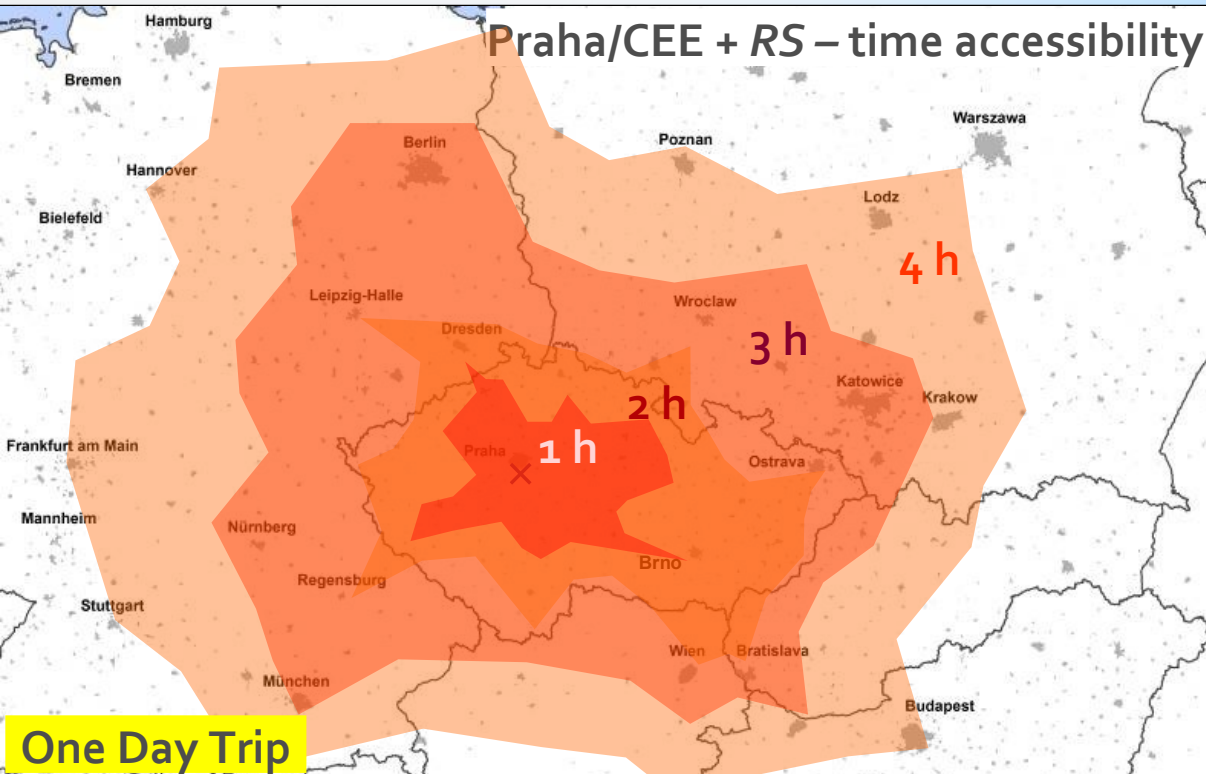 Hamburg
Praha/CEE + RS – time accessibility
Bremen
Warszawa
Berlin
Poznan
Hannover
Lodz
Bielefeld
4 h
Leipzig-Halle
Wroclaw
Dresden
3 h
Katowice
Krakow
2 h
Frankfurt am Main
Praha
1 h
Ostrava
Mannheim
Nürnberg
Brno
Regensburg
Stuttgart
Wien
Bratislava
München
Budapest
One Day Trip